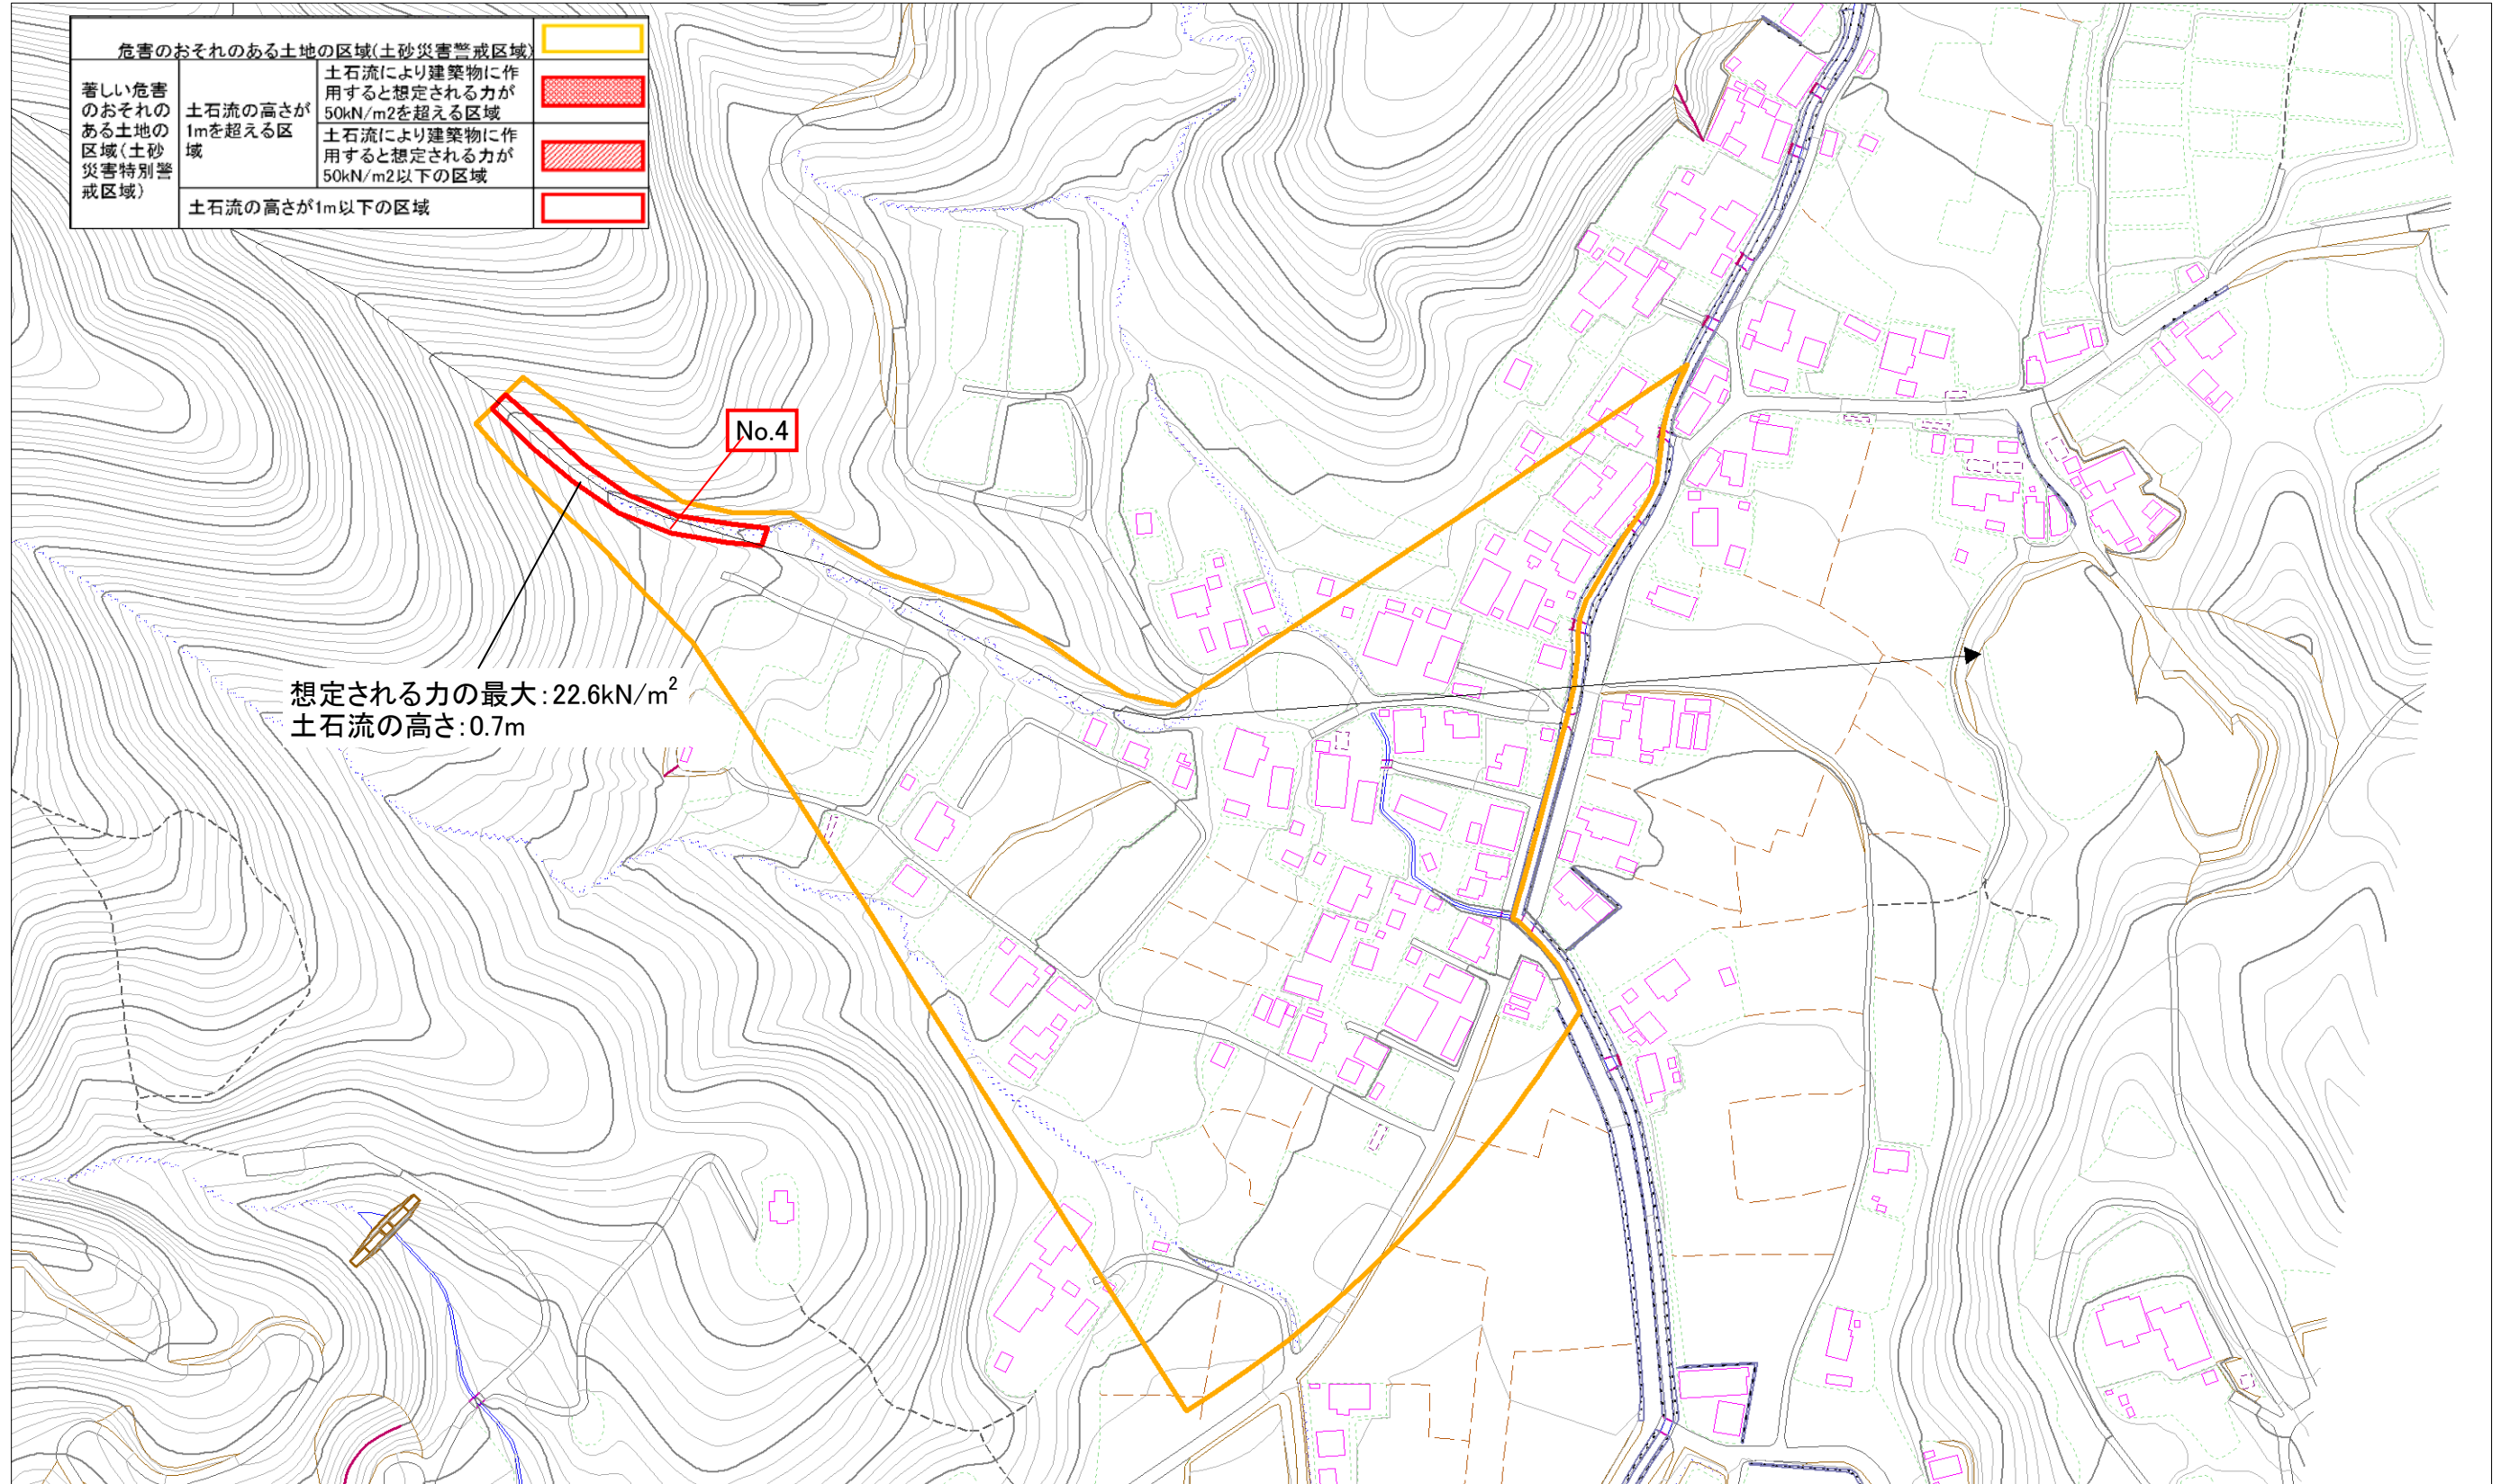 危害のおそれのある土地の区域(土砂災害警戒区域)
著しい危害
のおそれの
ある土地の
区域(土砂
災害特別警
戒区域)
土石流の高さが
1mを超える区
域
土石流により建築物に作
用すると想定される力が
50kN/m2を超える区域
土石流により建築物に作
用すると想定される力が
50kN/m2以下の区域
土石流の高さが1m以下の区域
No.4
想定される力の最大:22.6kN/m²
土石流の高さ:0.7m